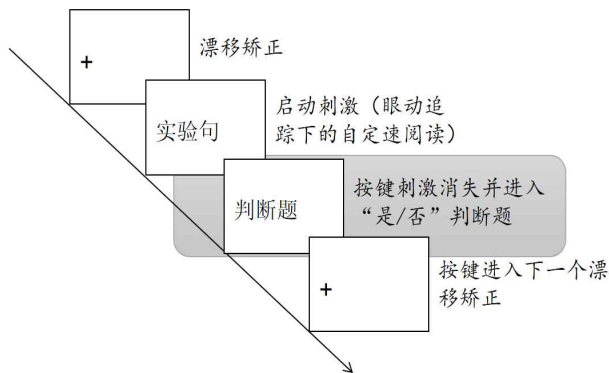 +
漂移矫正
实验句
启动刺激（眼动追
踪下的自定速阅读）
判断题
按键刺激消失并进入
“是/否”判断题
+
按键进入下一个漂
移矫正